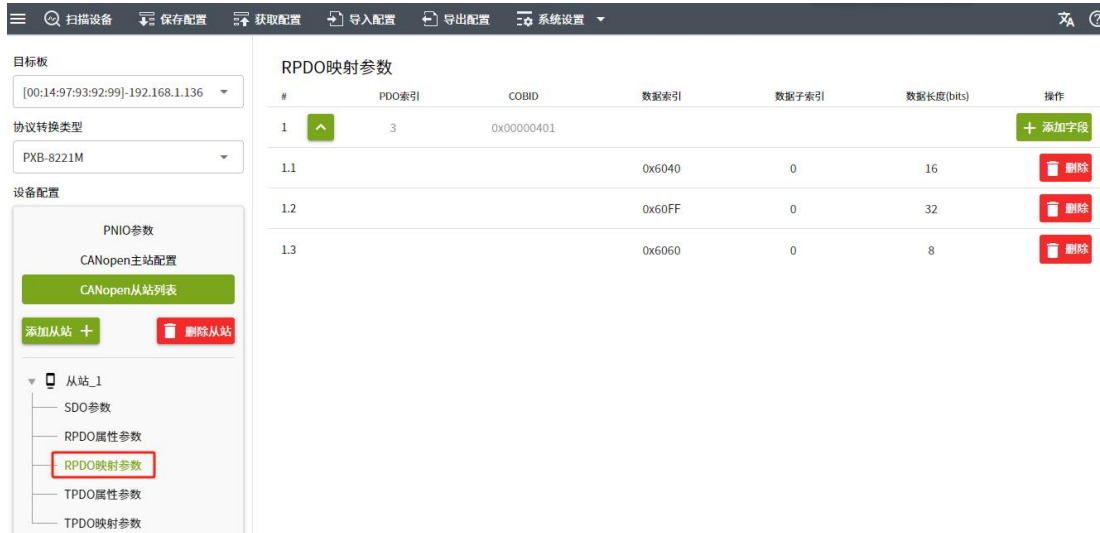 扫描设备 保存配置 获取配置 导入配置 导出配置 系统设置
目标板
[00:14:97:93:92:99]-192.168.1.136
协议转换类型
PXB-8221M
设备配置
PNIO参数
CANopen主站配置
CANopen从站列表
添加从站 删除从站
从站_1
SDO参数
RPDO属性参数
RPDO映射参数
TPDO属性参数
TPDO映射参数
RPDO映射参数
# PDO索引 COBID 数据索引 数据子索引 数据长度(bits) 操作
1 3 0x00000401 添加字段
1.1 0x6040 0 16 删除
1.2 0x60FF 0 32 删除
1.3 0x6060 0 8 删除